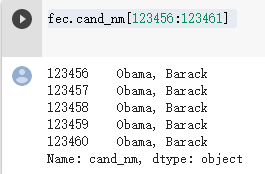 fec.cand_nm[123456:123461]
123456    Obama, Barack
123457    Obama, Barack
123458    Obama, Barack
123459    Obama, Barack
123460    Obama, Barack
Name: cand_nm, dtype: object